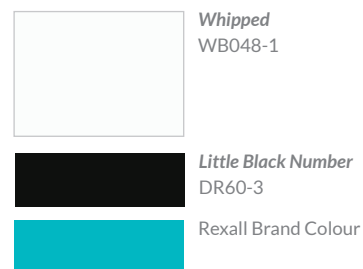 Whipped
WB048-1
Little Black Number
DR60-3
Rexall Brand Colour